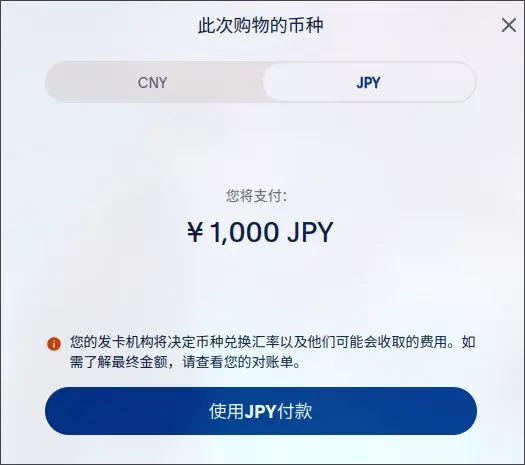 此次购物的币种
CNY
JPY
您将支付：
¥1,000 JPY
您的发卡机构将决定币种兑换汇率以及他们可能会收取的费用。如
需了解最终金额，请查看您的对账单。
使用JPY付款